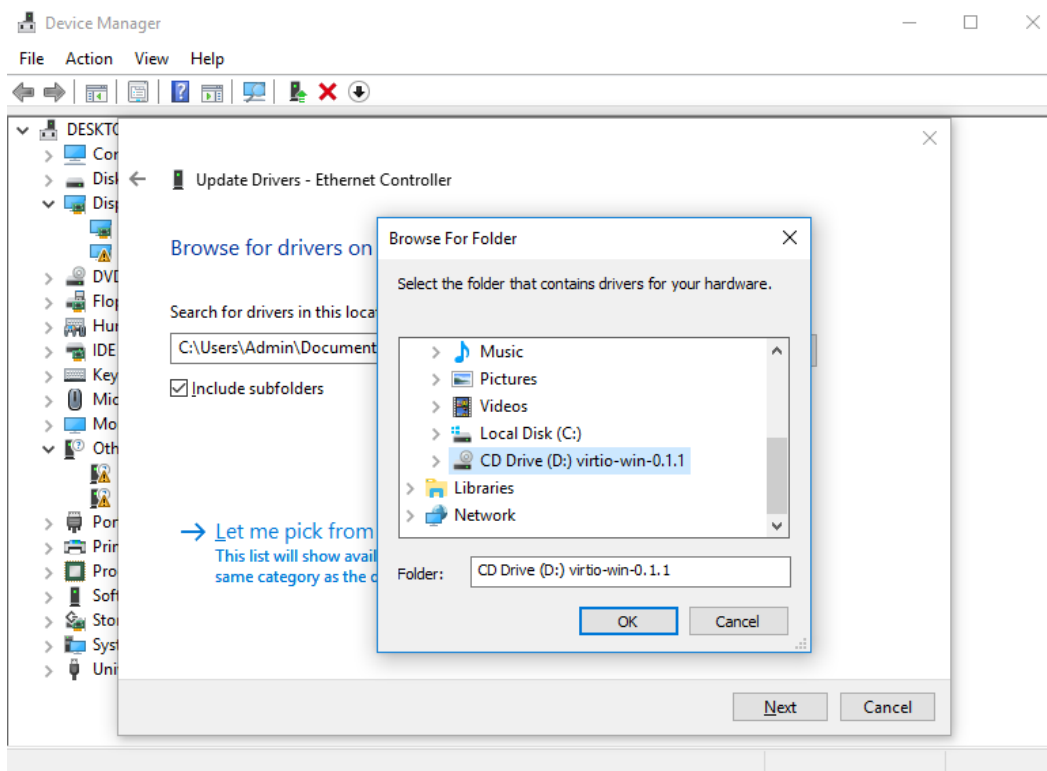 Device Manager
File Action View Help
DESKTO
Cor
Disk
Disp
DVD
Flop
Hur
IDE
Key
Mic
Mo
Oth
Por
Prin
Pro
Soft
Stor
Syst
Uni
Update Drivers - Ethernet Controller
Browse for drivers on
Search for drivers in this loca
C:\Users\Admin\Document
Include subfolders
Let me pick from
This list will show avail
same category as the d
Next Cancel
Browse For Folder
Select the folder that contains drivers for your hardware.
Music
Pictures
Videos
Local Disk (C:)
CD Drive (D:) virtio-win-0.1.1
Libraries
Network
Folder: CD Drive (D:) virtio-win-0.1.1
OK Cancel